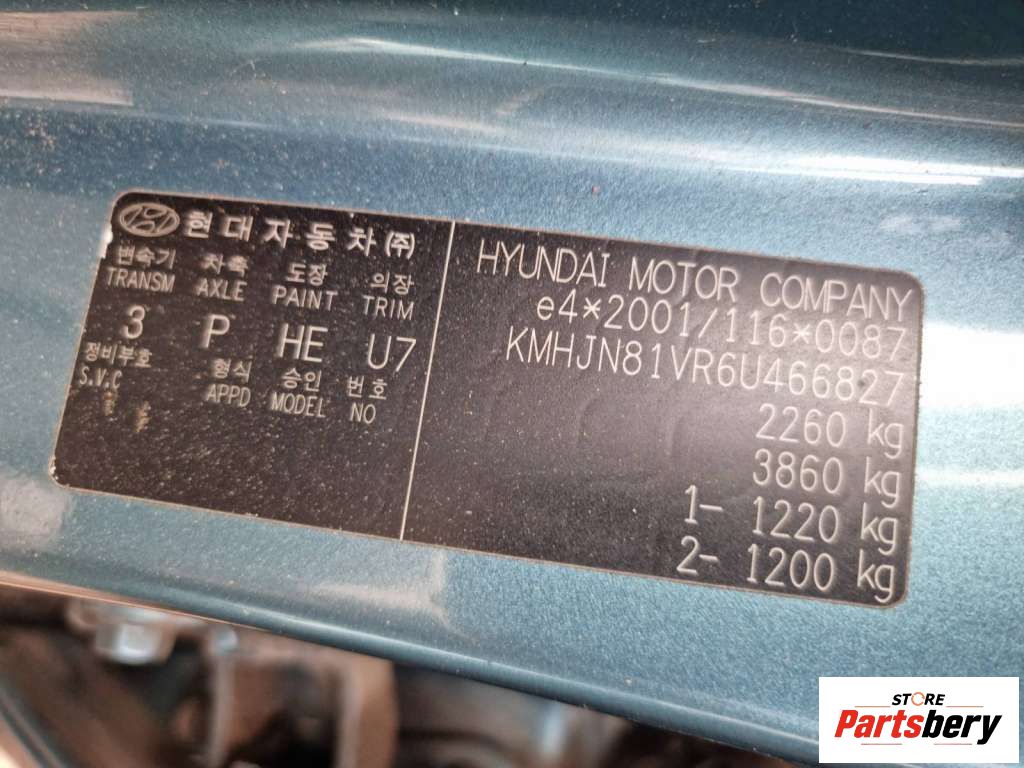 현대자동차㈜
변속기 차축 도장 의장
TRANSM AXLE PAINT TRIM
3 P HE U7
정비부호 형식 승인 번호
S.V.C APPD MODEL NO
HYUNDAI MOTOR COMPANY
e4*2001/116*0087
KMHJN81VR6U466827
2260 kg
3860 kg
1- 1220 kg
2- 1200 kg
STORE
Partsbery